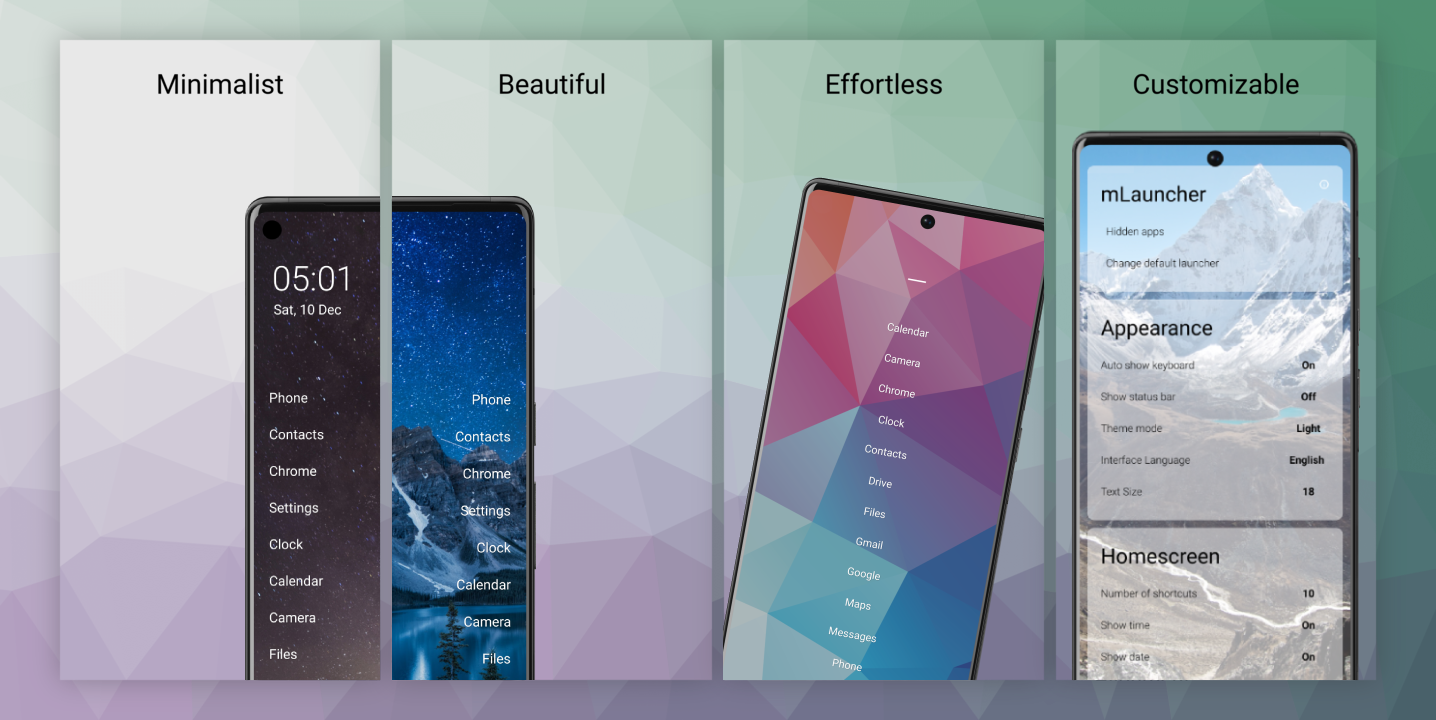 Minimalist
05:01
Sat, 10 Dec
Phone
Contacts
Chrome
Settings
Clock
Calendar
Camera
Files
Beautiful
Phone
Contacts
Chrome
Settings
Clock
Calendar
Camera
Files
Effortless
Calendar
Camera
Chrome
Clock
Contacts
Drive
Files
Gmail
Google
Maps
Messages
Phone
Customizable
mLauncher
Hidden apps
Change default launcher
Appearance
Auto show keyboard On
Show status bar Off
Theme mode Light
Interface Language English
Text Size 18
Homescreen
Number of shortcuts 10
Show time On
Show date On